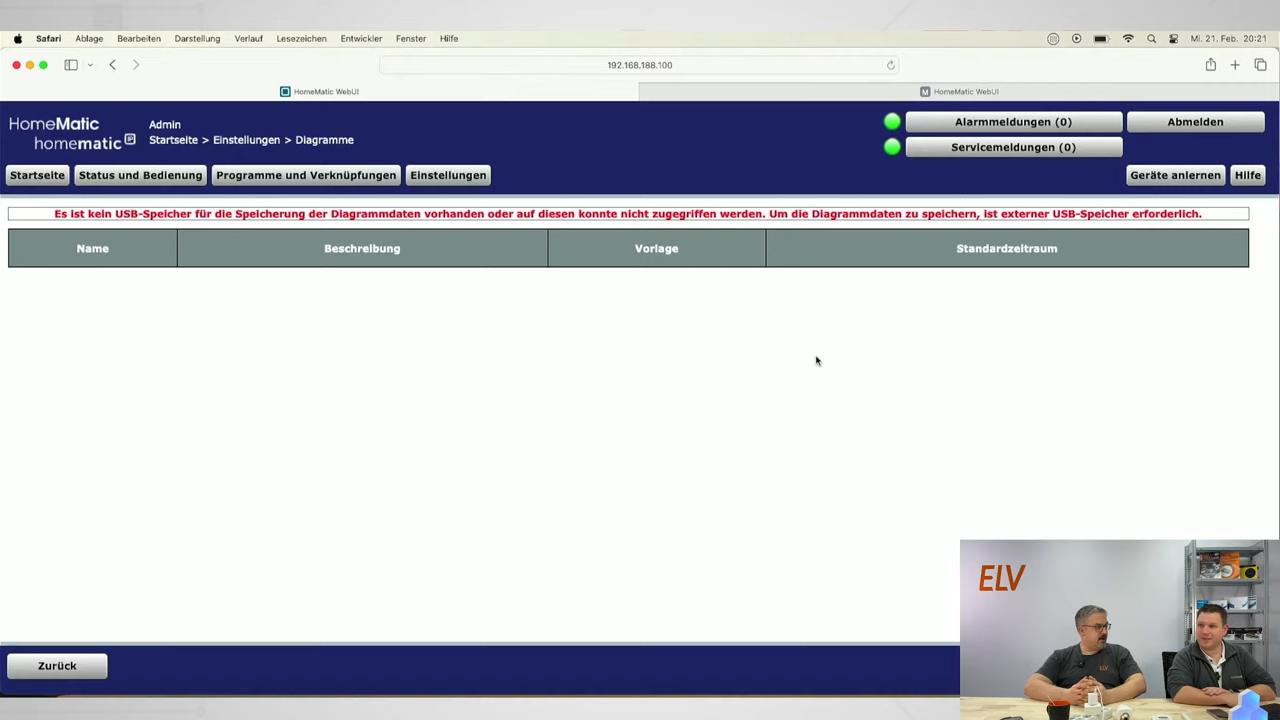 Safari Ablage Bearbeiten Darstellung Verlauf Lesezeichen Entwickler Fenster Hilfe Mi. 21. Feb. 20:21
192.168.188.100
HomeMatic WebUI HomeMatic WebUI
HomeMatic
homematic IP
Admin
Startseite > Einstellungen > Diagramme
Alarmmeldungen (0) Abmelden
Servicemeldungen (0)
Startseite Status und Bedienung Programme und Verknüpfungen Einstellungen Geräte anlernen Hilfe
Es ist kein USB-Speicher für die Speicherung der Diagrammdaten vorhanden oder auf diesen konnte nicht zugegriffen werden. Um die Diagrammdaten zu speichern, ist externer USB-Speicher erforderlich.
Name Beschreibung Vorlage Standardzeitraum
Zurück
ELV
ELV